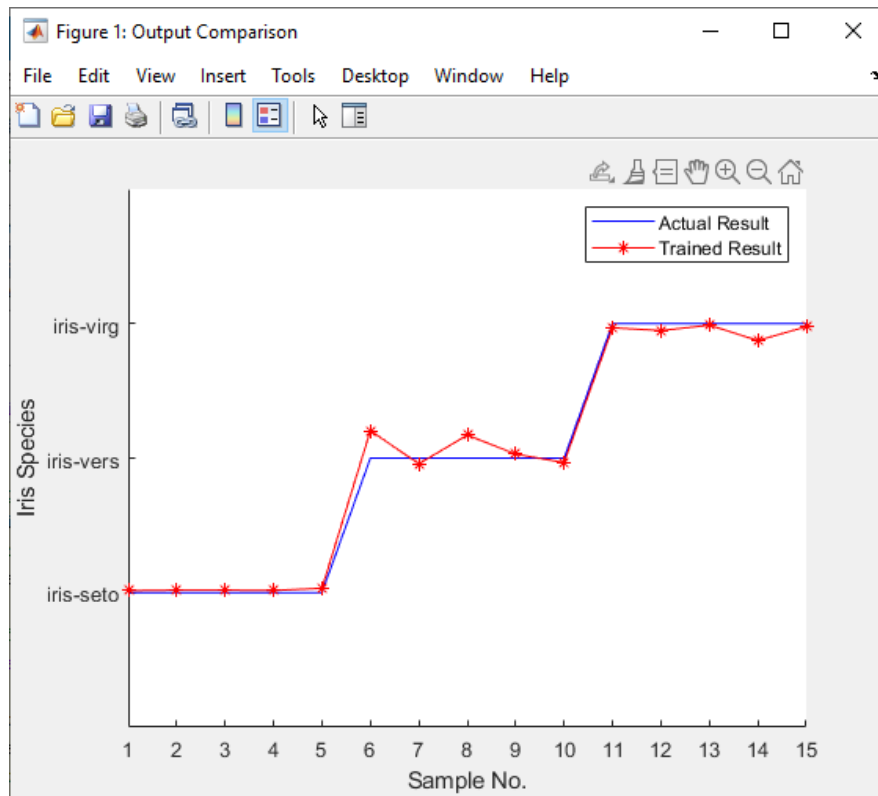 Figure 1: Output Comparison
File Edit View Insert Tools Desktop Window Help
Actual Result
Trained Result
iris-virg
iris-vers
iris-seto
Iris Species
1 2 3 4 5 6 7 8 9 10 11 12 13 14 15
Sample No.